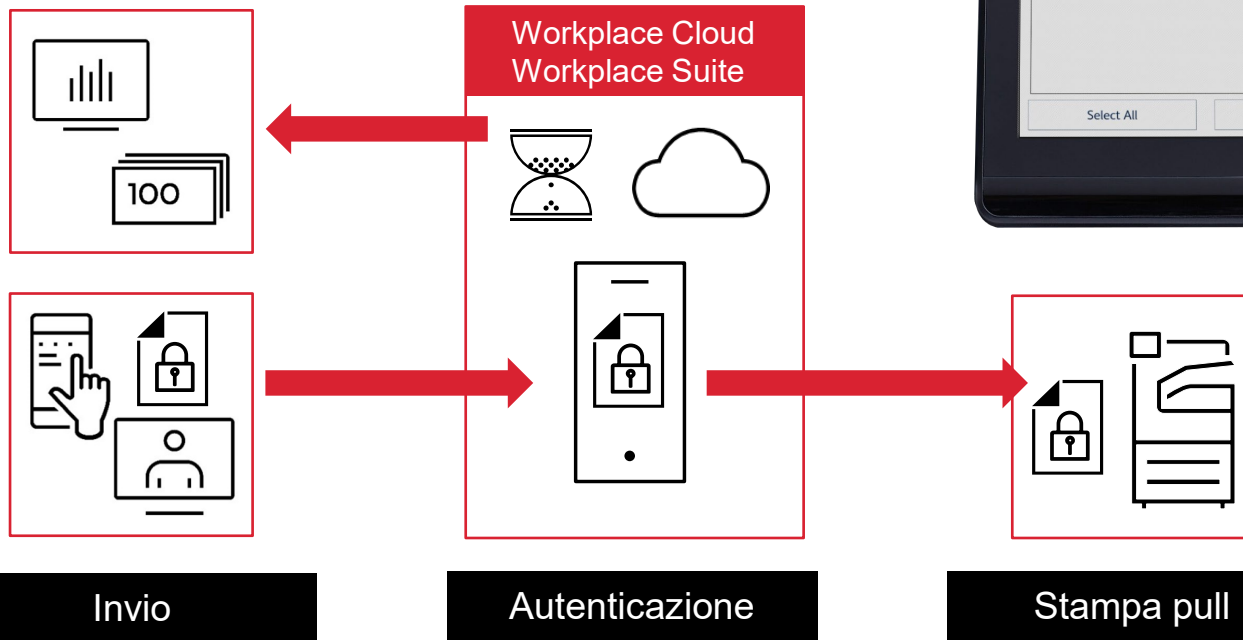 Workplace Cloud
Workplace Suite
Select All
100
Invio
Autenticazione
Stampa pull